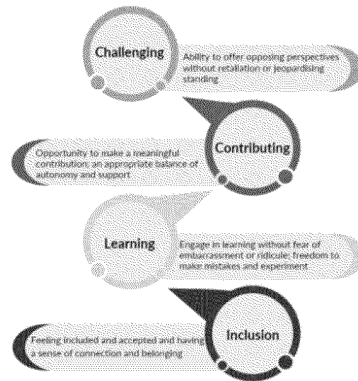 Challenging
Ability to offer opposing perspectives
without retaliation or jeopardising
standing
Contributing
Opportunity to make a meaningful
contribution; an appropriate balance of
autonomy and support
Learning
Engage in learning without fear of
embarrassment or ridicule; freedom to
make mistakes and experiment
Inclusion
Feeling included and accepted and having
a sense of connection and belonging